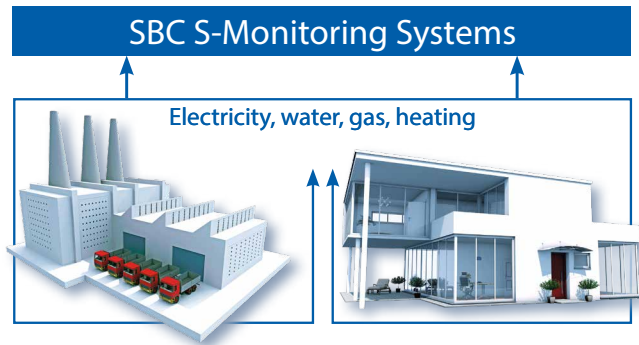 SBC S-Monitoring Systems
Electricity, water, gas, heating